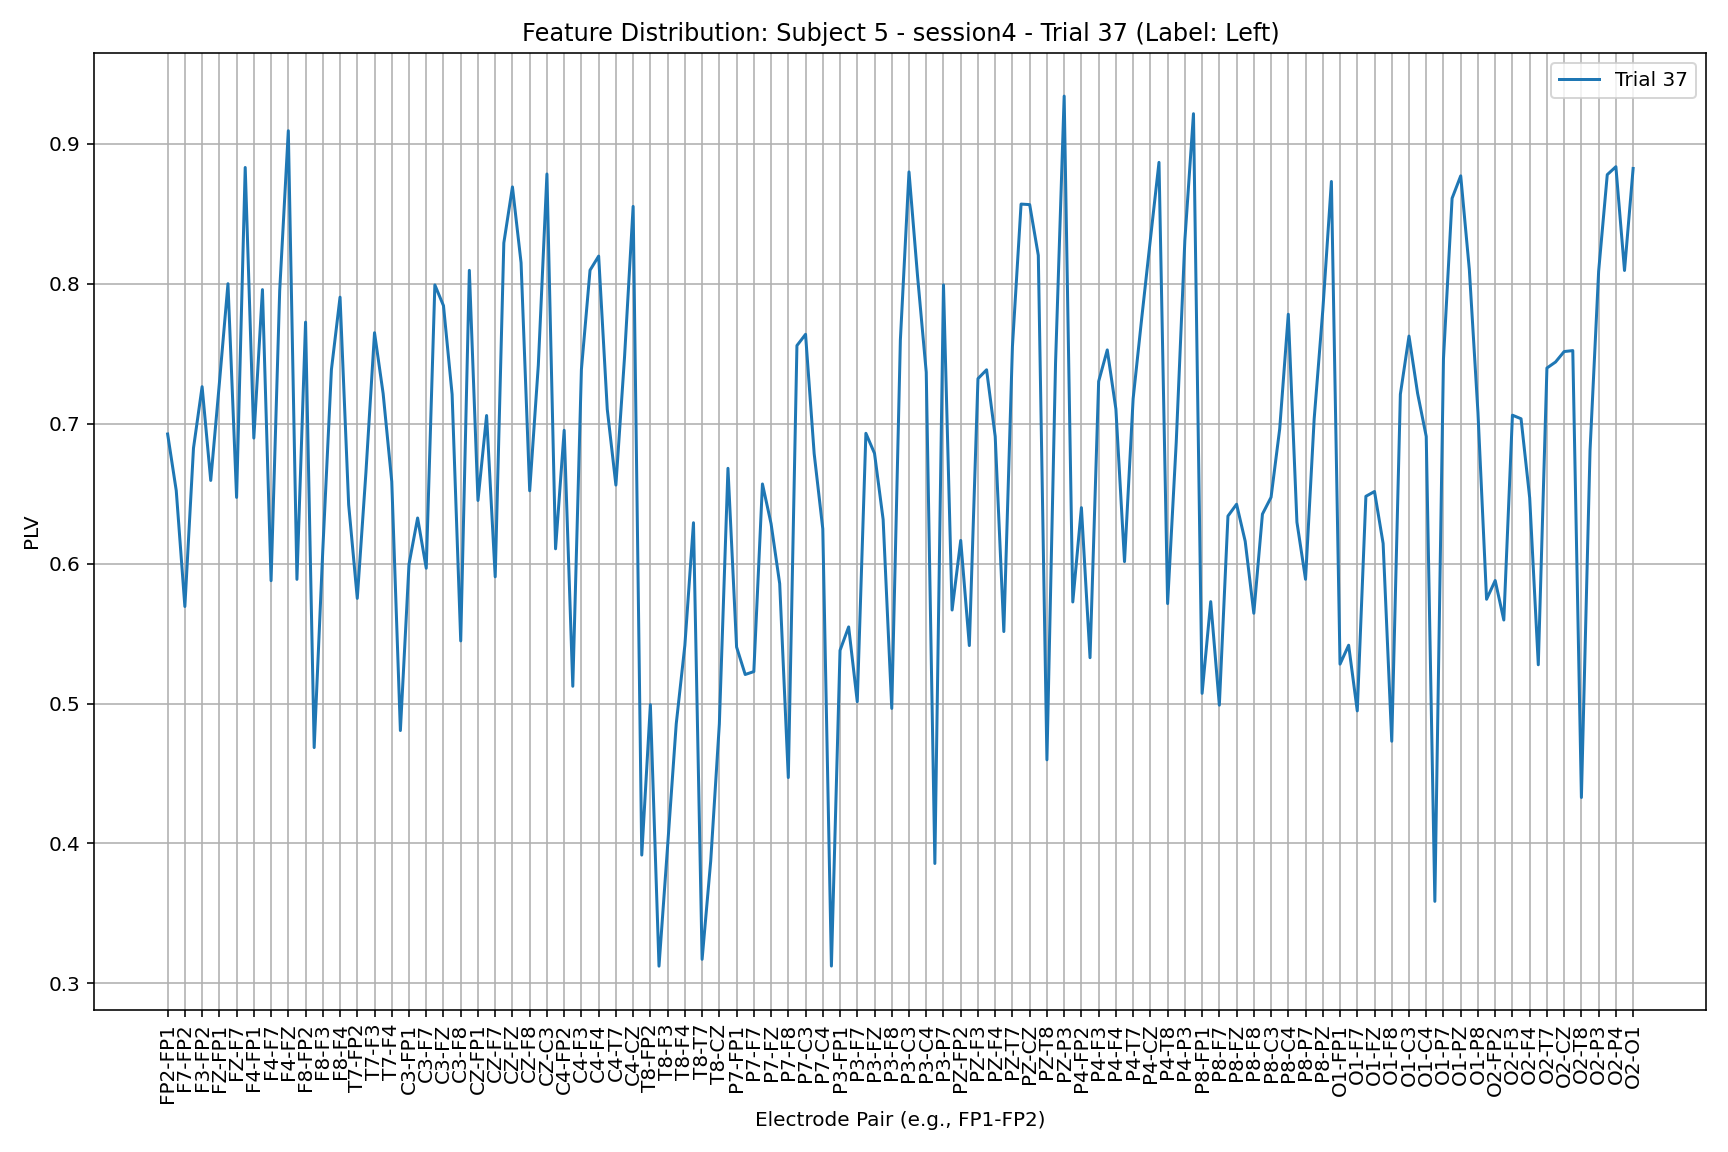 Feature Distribution: Subject 5 - session4 - Trial 37 (Label: Left)
Trial 37
PLV
0.9
0.8
0.7
0.6
0.5
0.4
0.3
FP2-FP1
F7-FP2
F3-FP2
FZ-FP1
FZ-F7
F4-FP1
F4-F7
F4-FZ
F8-FP2
F8-F3
F8-F4
T7-FP2
T7-F3
T7-F4
C3-FP1
C3-F7
C3-FZ
C3-F8
CZ-FP1
CZ-F7
CZ-FZ
CZ-F8
CZ-C3
C4-FP2
C4-F3
C4-F4
C4-T7
C4-CZ
T8-FP2
T8-F3
T8-F4
T8-T7
T8-CZ
P7-FP1
P7-F7
P7-FZ
P7-F8
P7-C3
P7-C4
P3-FP1
P3-F7
P3-FZ
P3-F8
P3-C3
P3-C4
P3-P7
PZ-FP2
PZ-F3
PZ-F4
PZ-T7
PZ-CZ
PZ-T8
PZ-P3
P4-FP2
P4-F3
P4-F4
P4-T7
P4-CZ
P4-T8
P4-P3
P8-FP1
P8-F7
P8-FZ
P8-F8
P8-C3
P8-C4
P8-P7
P8-PZ
O1-FP1
O1-F7
O1-FZ
O1-F8
O1-C3
O1-C4
O1-P7
O1-PZ
O1-P8
O2-FP2
O2-F3
O2-F4
O2-T7
O2-CZ
O2-T8
O2-P3
O2-P4
O2-O1
Electrode Pair (e.g., FP1-FP2)